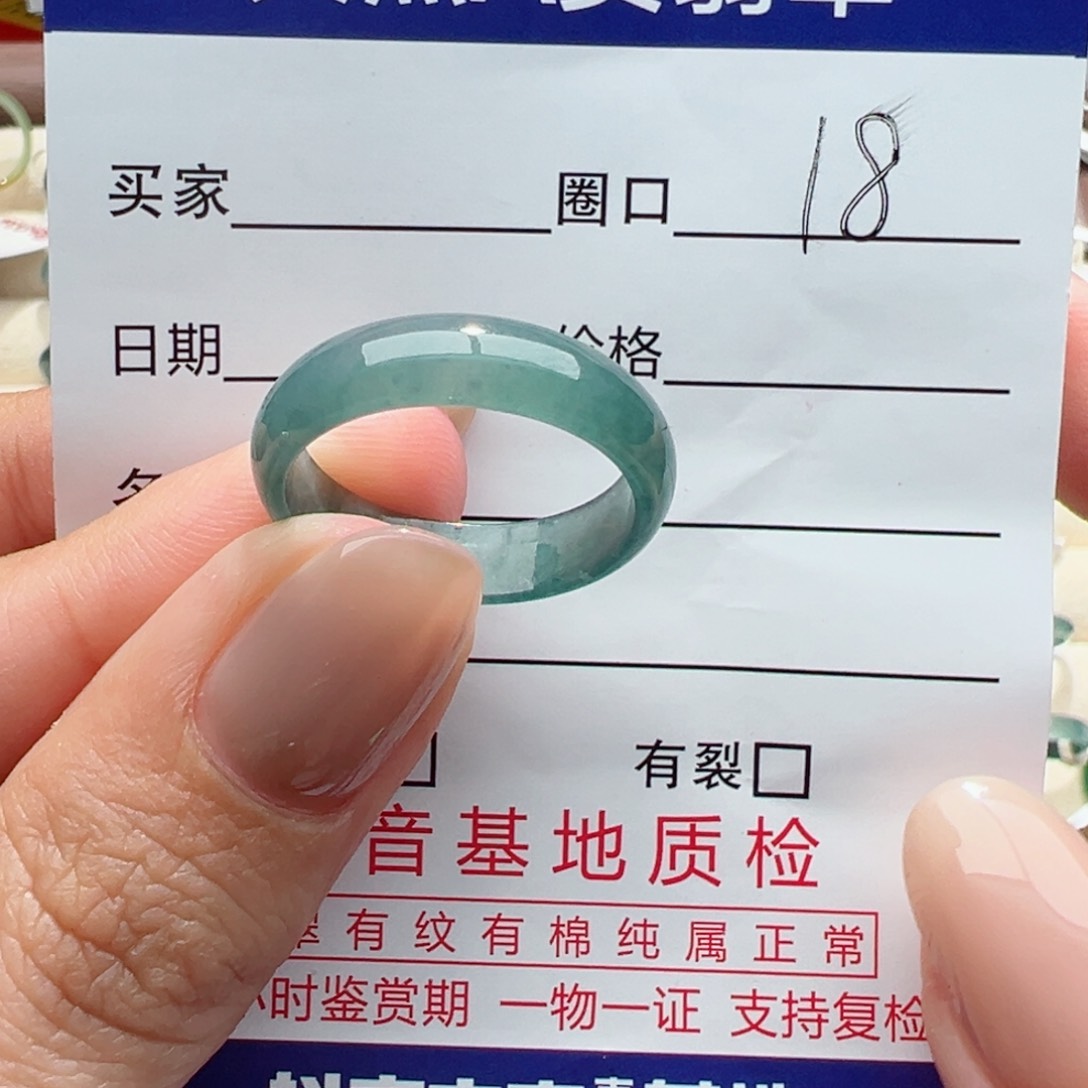 买家 圈口 18
日期 价格
有裂
音基地质检
有纹有棉纯属正常
小时鉴赏期 一物一证 支持复检